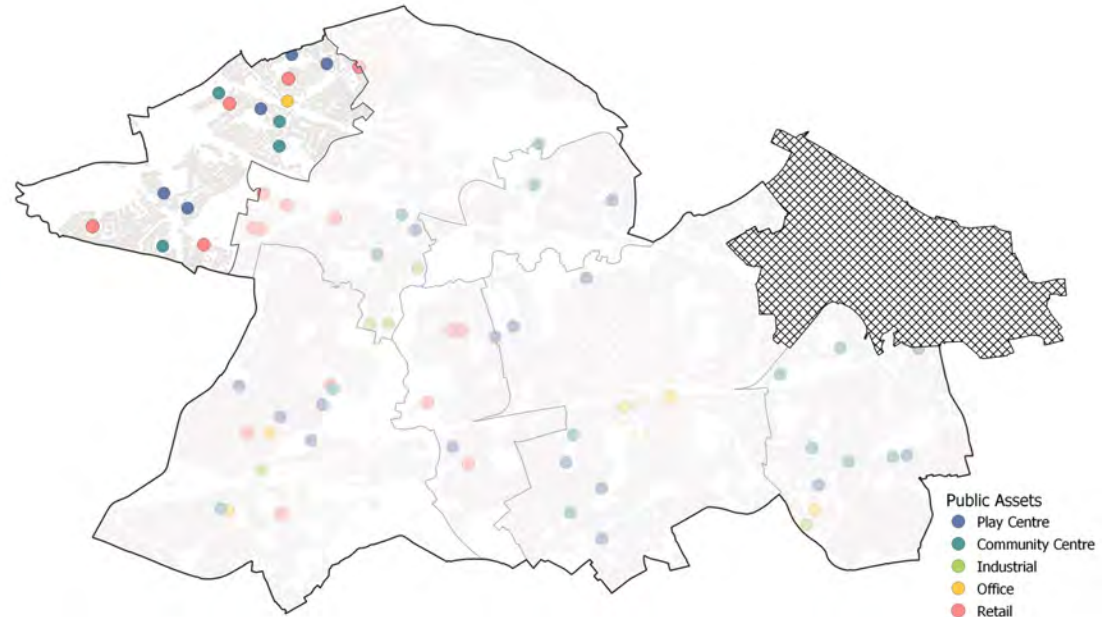 Public Assets
Play Centre
Community Centre
Industrial
Office
Retail